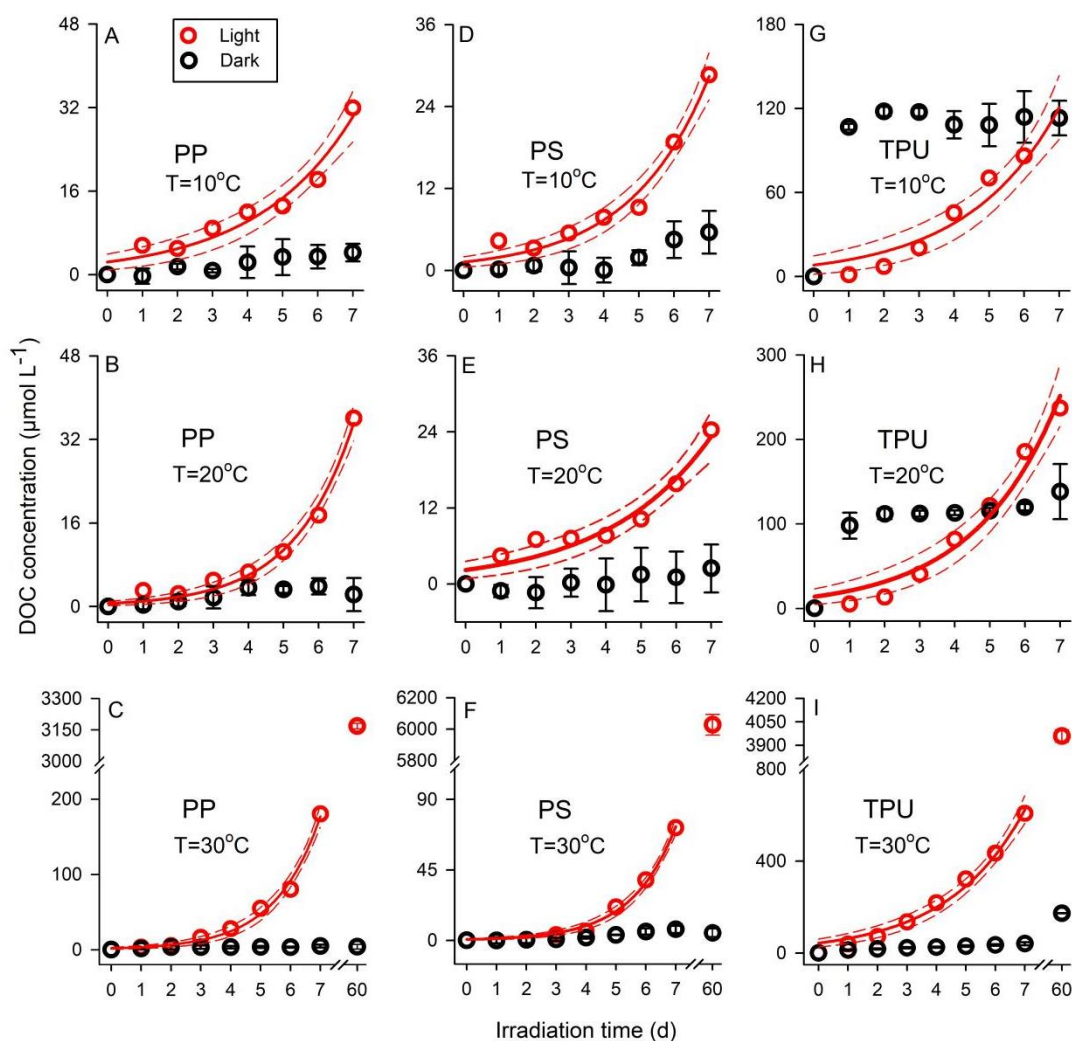 DOC concentration (µmol L⁻¹)
A
Light
Dark
48
32
16
0
PP
T=10°C
0 1 2 3 4 5 6 7
D
36
24
12
0
PS
T=10°C
0 1 2 3 4 5 6 7
G
180
120
60
0
TPU
T=10°C
0 1 2 3 4 5 6 7
B
48
32
16
0
PP
T=20°C
0 1 2 3 4 5 6 7
E
36
24
12
0
PS
T=20°C
0 1 2 3 4 5 6 7
H
300
200
100
0
TPU
T=20°C
0 1 2 3 4 5 6 7
C
3300
3150
3000
200
100
0
PP
T=30°C
0 1 2 3 4 5 6 7 60
F
6200
6000
5800
90
45
0
PS
T=30°C
0 1 2 3 4 5 6 7 60
I
4200
4050
3900
800
400
0
TPU
T=30°C
0 1 2 3 4 5 6 7 60
Irradiation time (d)